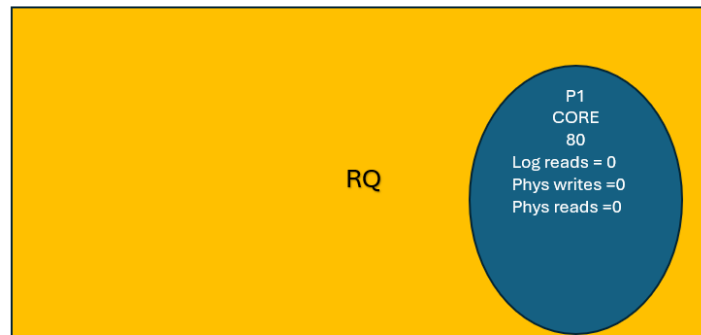 RQ
P1
CORE
80
Log reads = 0
Phys writes =0
Phys reads =0